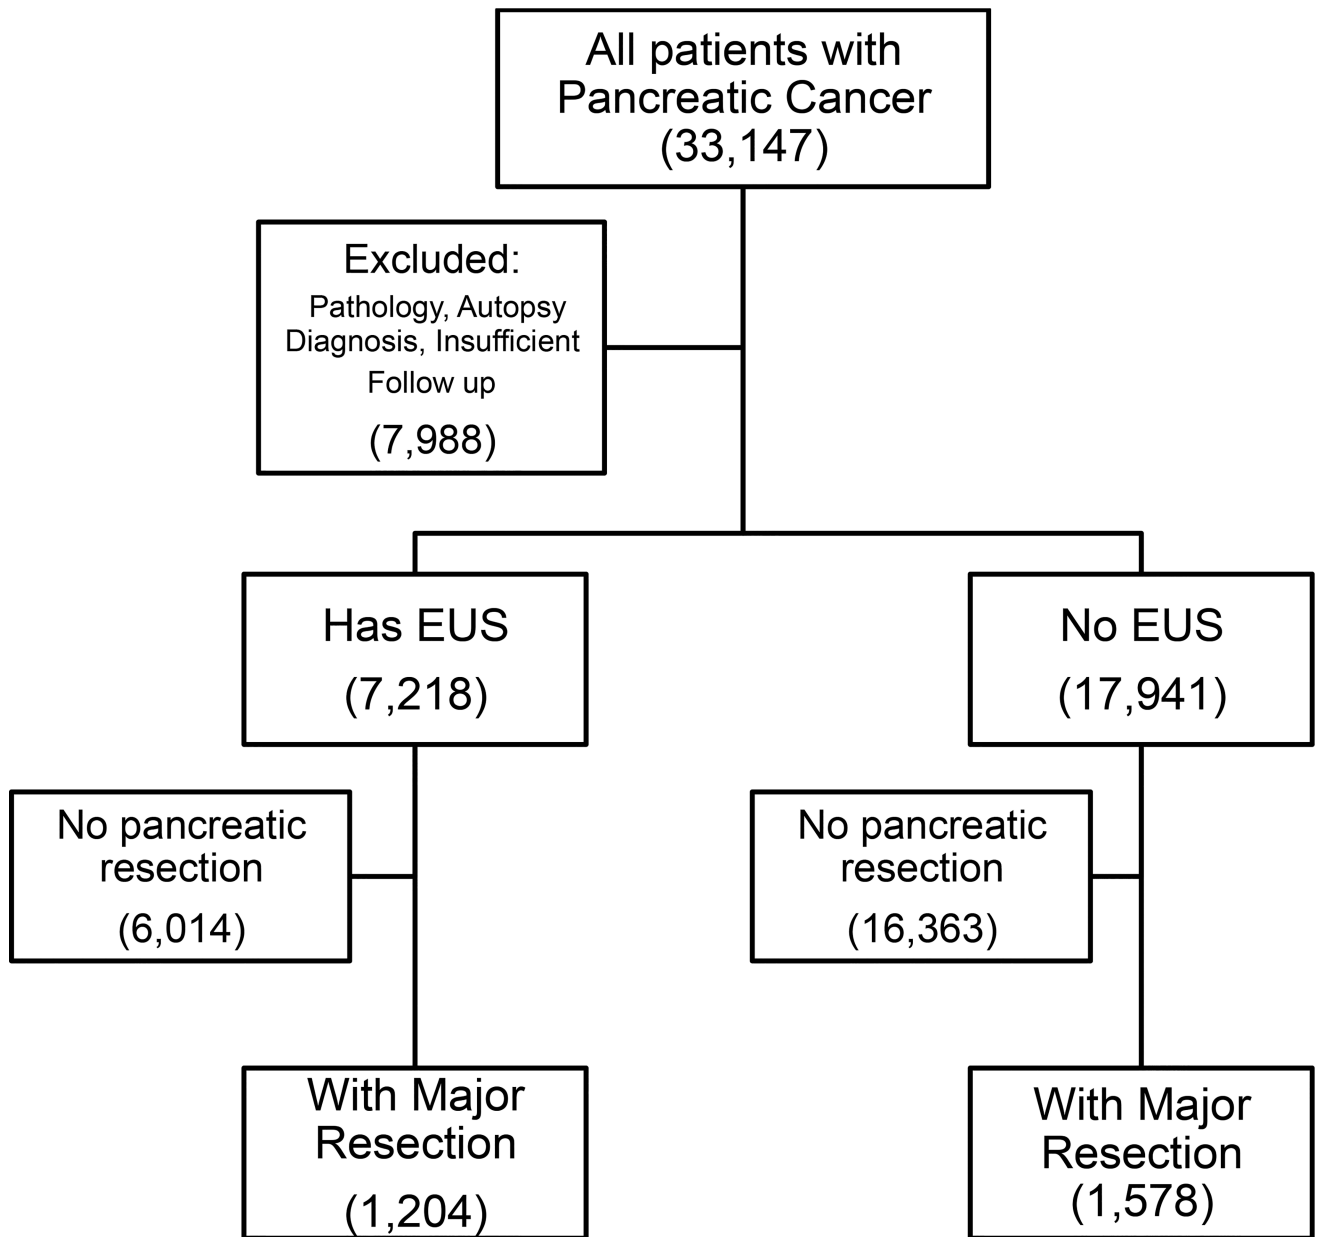 All patients with
Pancreatic Cancer
(33,147)
Excluded:
Pathology, Autopsy
Diagnosis, Insufficient
Follow up
(7,988)
Has EUS
(7,218)
No EUS
(17,941)
No pancreatic
resection
(6,014)
No pancreatic
resection
(16,363)
With Major
Resection
(1,204)
With Major
Resection
(1,578)